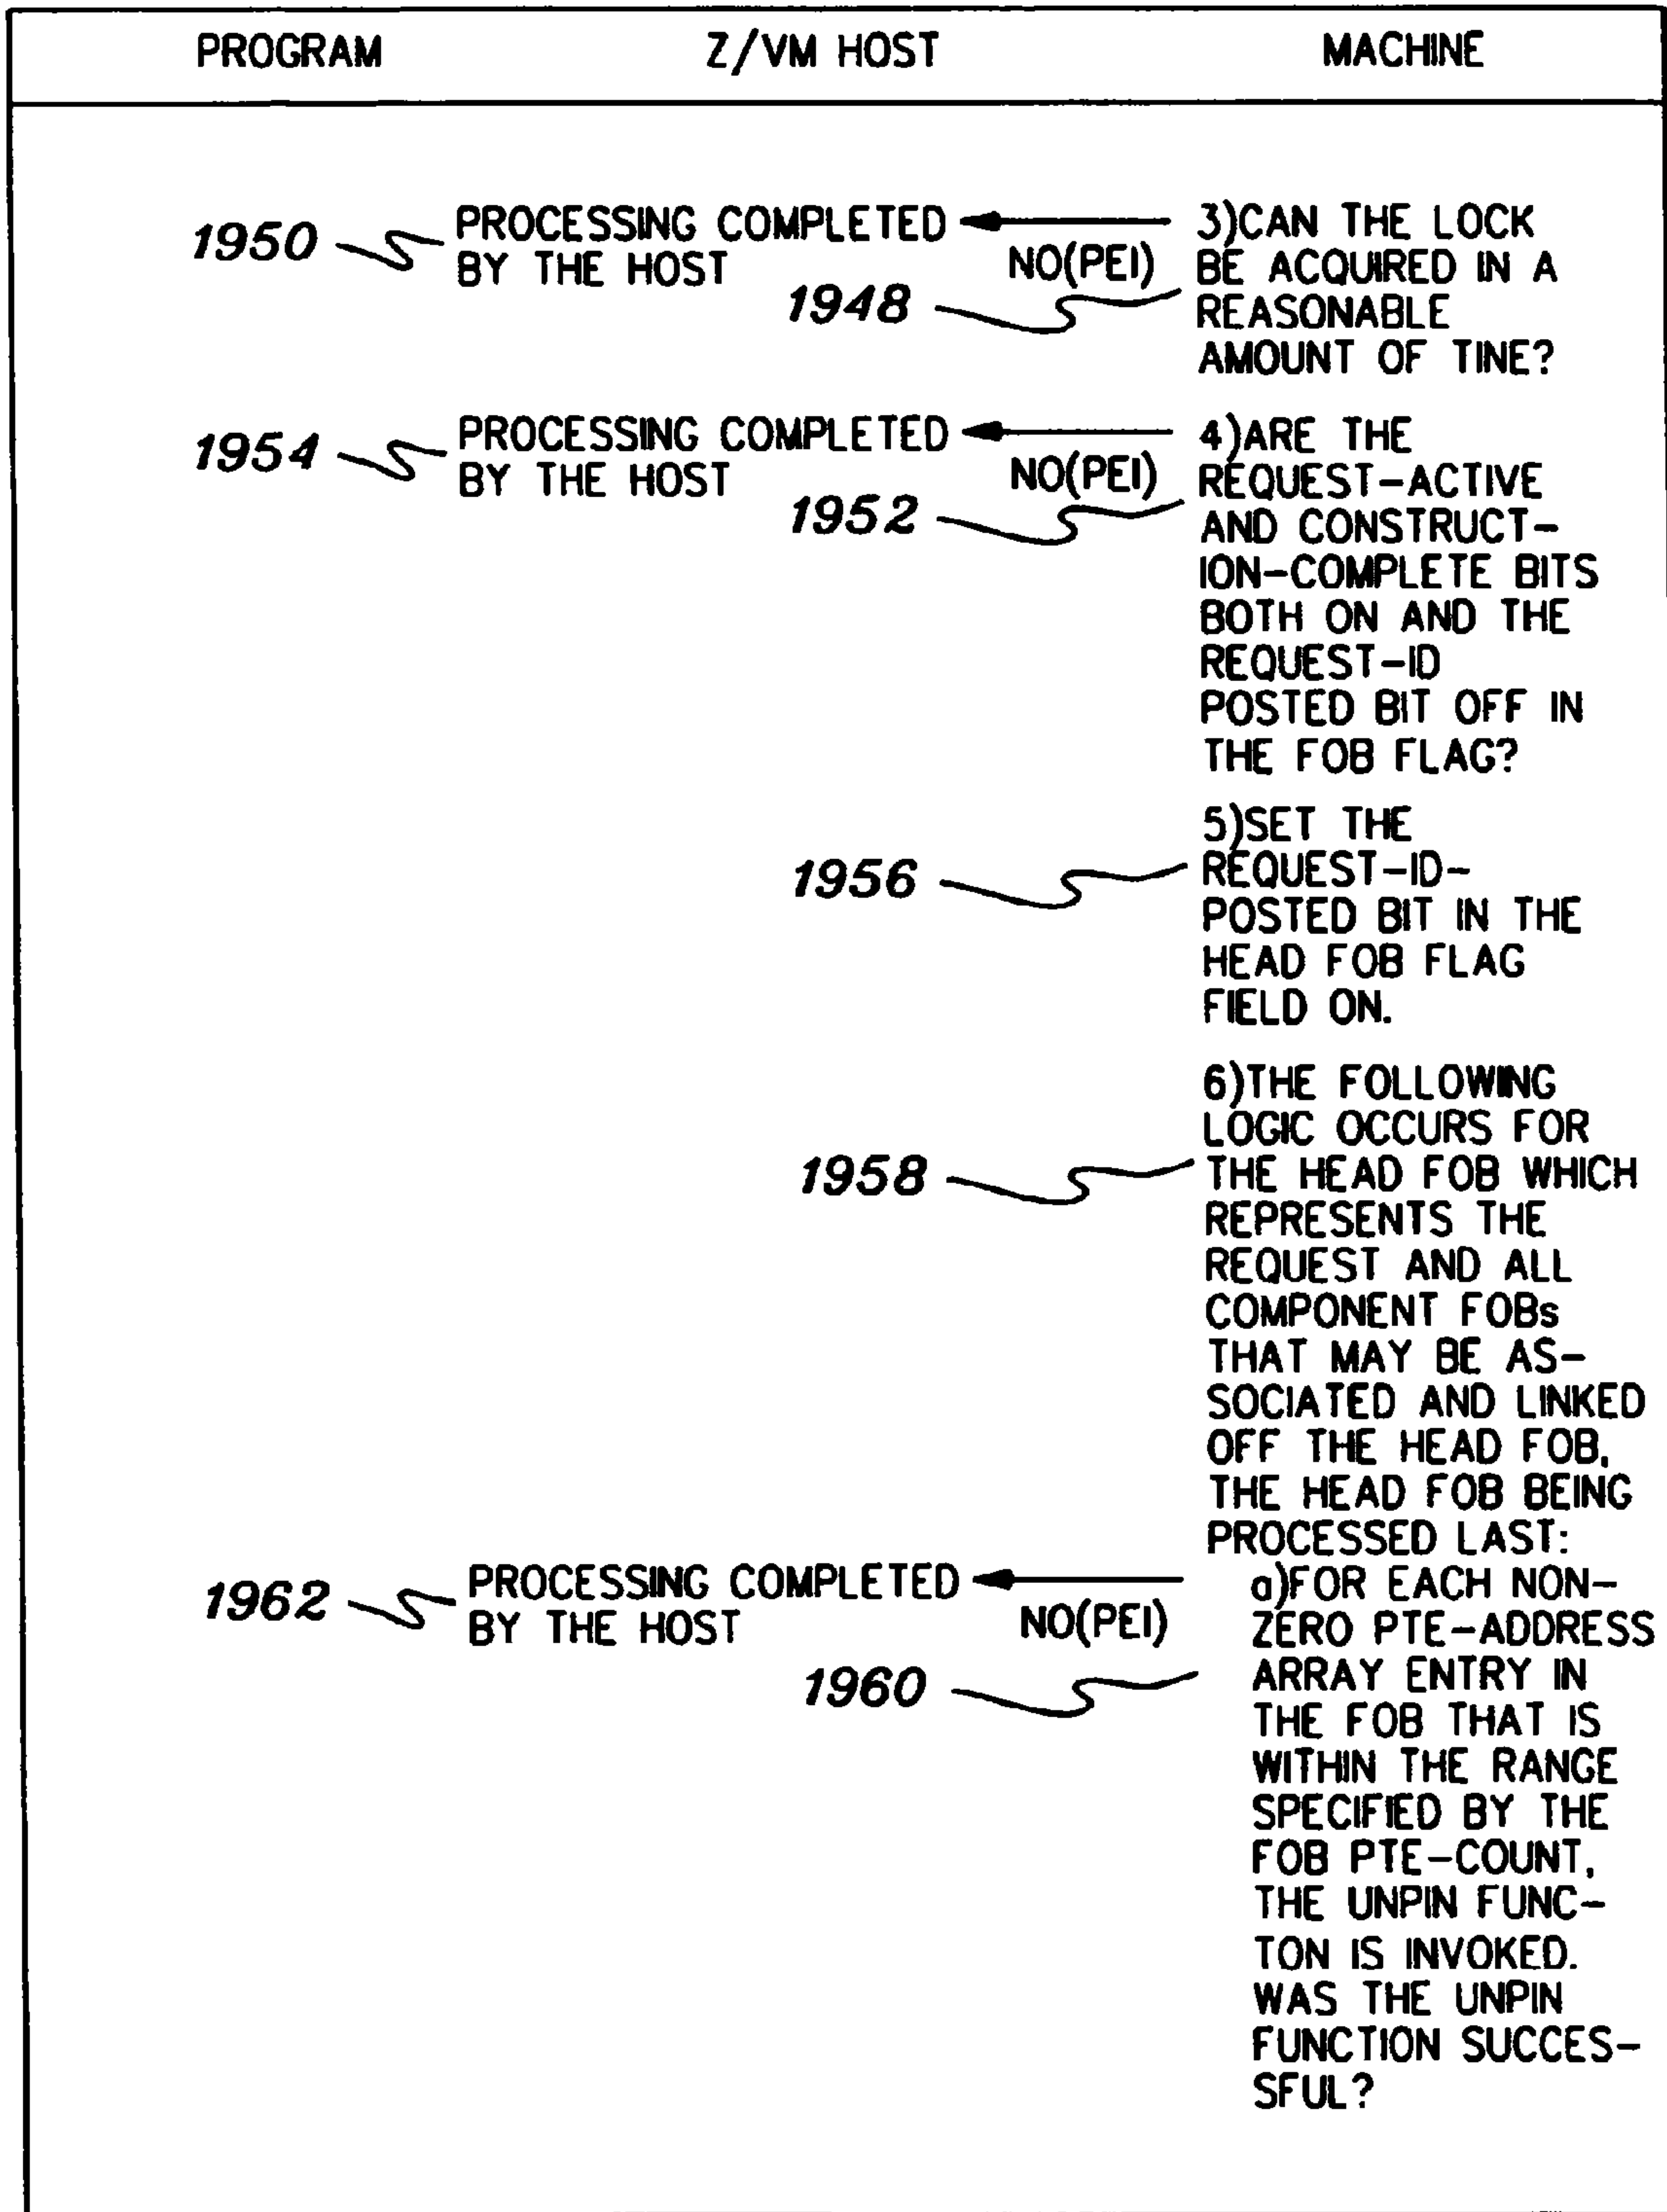 PROGRAM Z/VM HOST MACHINE
1950 PROCESSING COMPLETED BY THE HOST
NO(PEI)
1948
3)CAN THE LOCK
BE ACQUIRED IN A
REASONABLE
AMOUNT OF TINE?
1954 PROCESSING COMPLETED
BY THE HOST
NO(PEI)
1952
4)ARE THE
REQUEST-ACTIVE
AND CONSTRUCT-
ION-COMPLETE BITS
BOTH ON AND THE
REQUEST-ID
POSTED BIT OFF IN
THE FOB FLAG?
1956
5)SET THE
REQUEST-ID-
POSTED BIT IN THE
HEAD FOB FLAG
FIELD ON.
1958
6)THE FOLLOWING
LOGIC OCCURS FOR
THE HEAD FOB WHICH
REPRESENTS THE
REQUEST AND ALL
COMPONENT FOBs
THAT MAY BE AS-
SOCIATED AND LINKED
OFF THE HEAD FOB,
THE HEAD FOB BEING
PROCESSED LAST:
1962 PROCESSING COMPLETED
BY THE HOST
NO(PEI)
1960
a)FOR EACH NON-
ZERO PTE-ADDRESS
ARRAY ENTRY IN
THE FOB THAT IS
WITHIN THE RANGE
SPECIFIED BY THE
FOB PTE-COUNT,
THE UNPIN FUNC-
TON IS INVOKED.
WAS THE UNPIN
FUNCTION SUCCES-
SFUL?